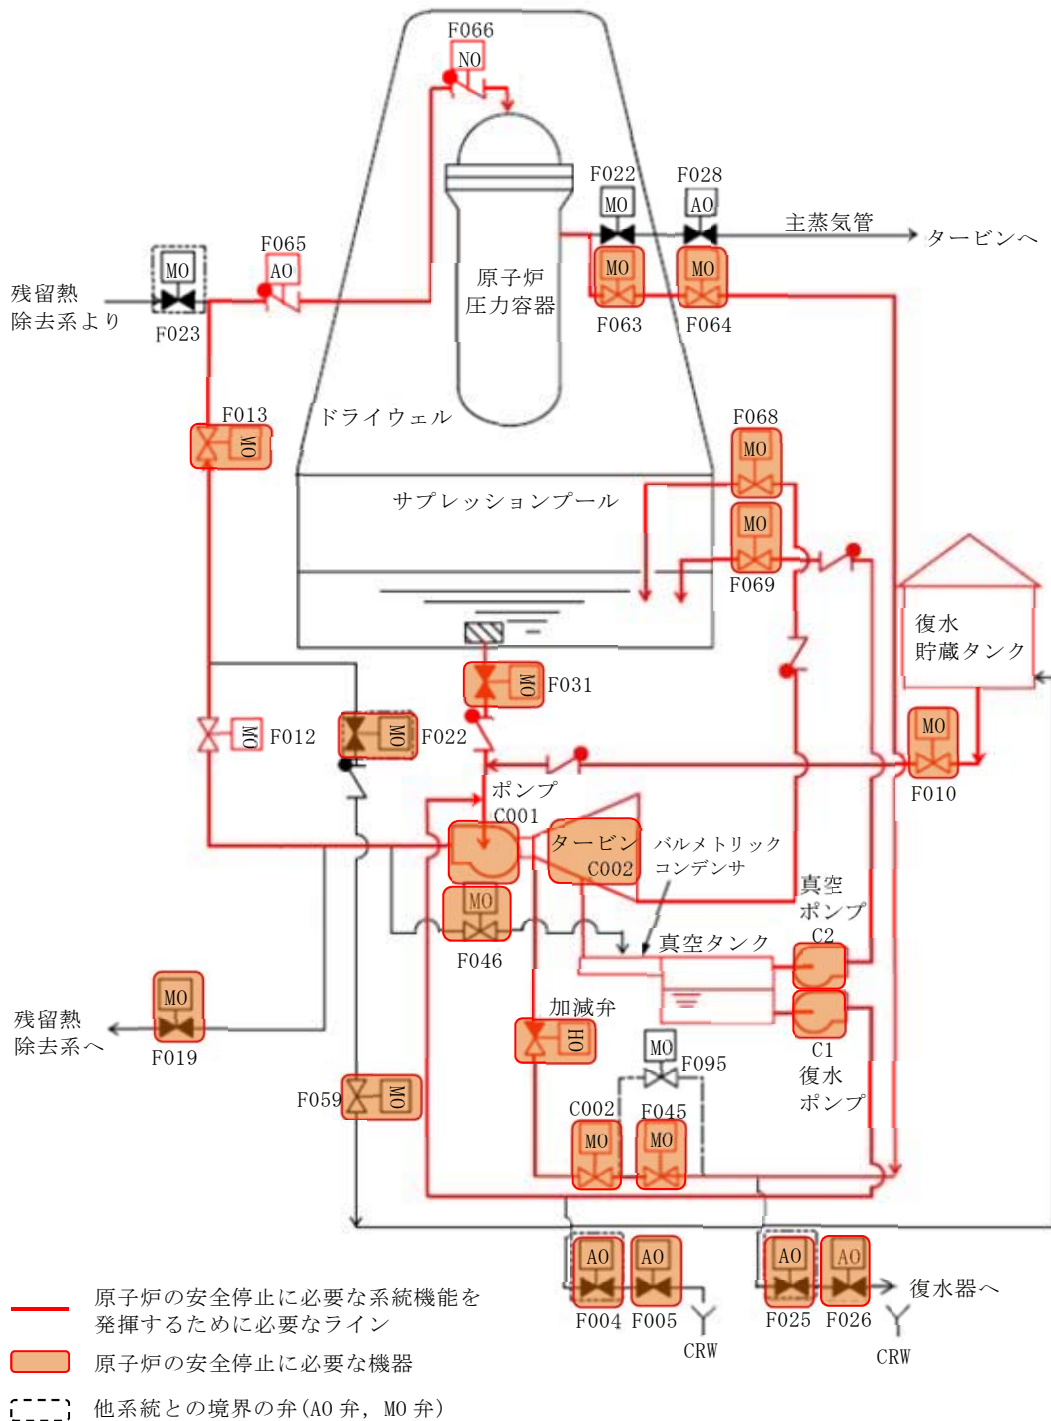 F066
NO
F022
F028
MO
AO
主蒸気管
タービンへ
F065
AO
MO
残留熱
除去系より
F023
原子炉
圧力容器
MO
MO
F063
F064
ドライウェル
F013
MO
F068
MO
サプレッションプール
MO
F069
復水
貯蔵タンク
MO
F031
MO
F012
MO
F022
MO
F010
ポンプ
C001
タービン
C002
バルメトリック
コンデンサ
真空
ポンプ
C2
MO
F046
真空タンク
MO
残留熱
除去系へ
F019
加減弁
HO
MO
F095
C1
復水
ポンプ
F059
MO
C002
F045
MO
MO
AO
AO
AO
AO
復水器へ
F004
F005
F025
F026
CRW
CRW
原子炉の安全停止に必要な系統機能を
発揮するために必要なライン
原子炉の安全停止に必要な機器
他系統との境界の弁(AO 弁, MO 弁)